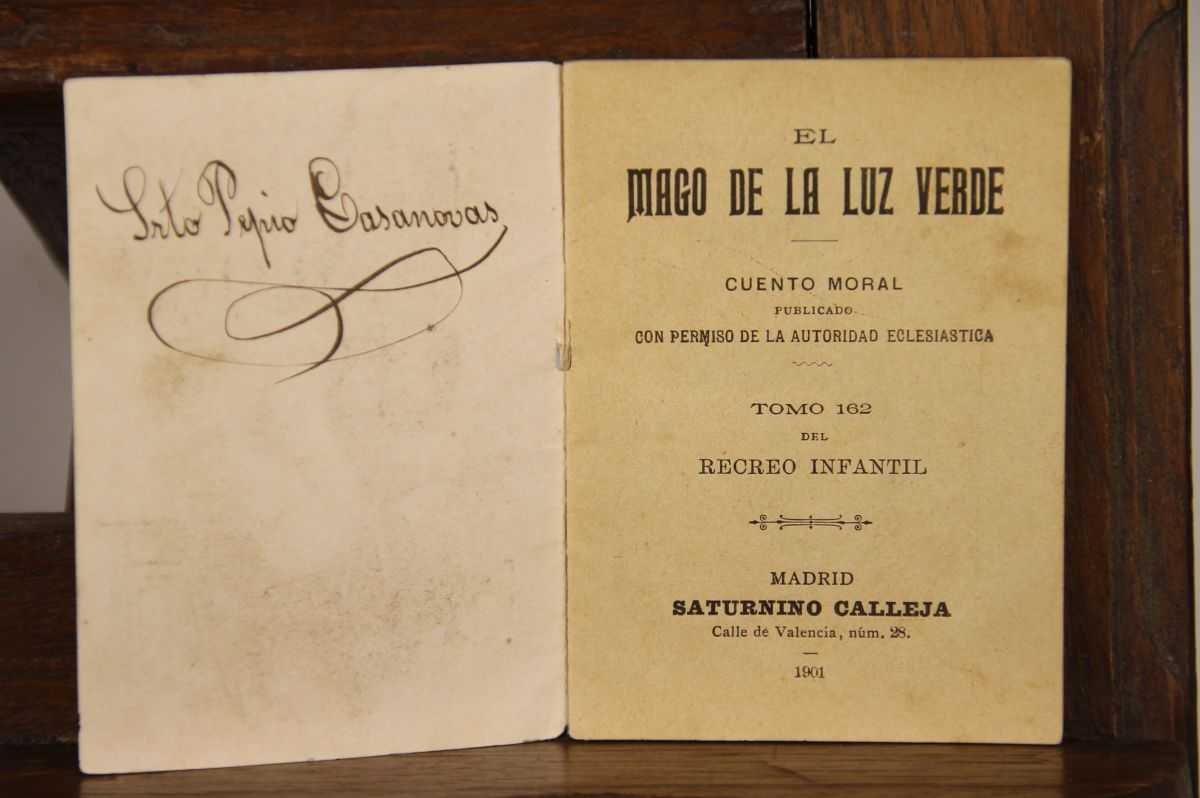 Srto Pepio Casanovas
EL
MAGO DE LA LUZ VERDE
CUENTO MORAL
PUBLICADO
CON PERMISO DE LA AUTORIDAD ECLESIASTICA
TOMO 162
DEL
RECREO INFANTIL
MADRID
SATURNINO CALLEJA
Calle de Valencia, núm. 28.
1901